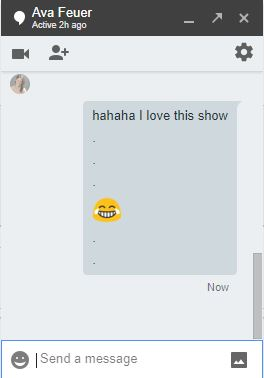 Ava Feuer
Active 2h ago
hahaha I love this show
.
.
.
😂
.
.
Now
Send a message